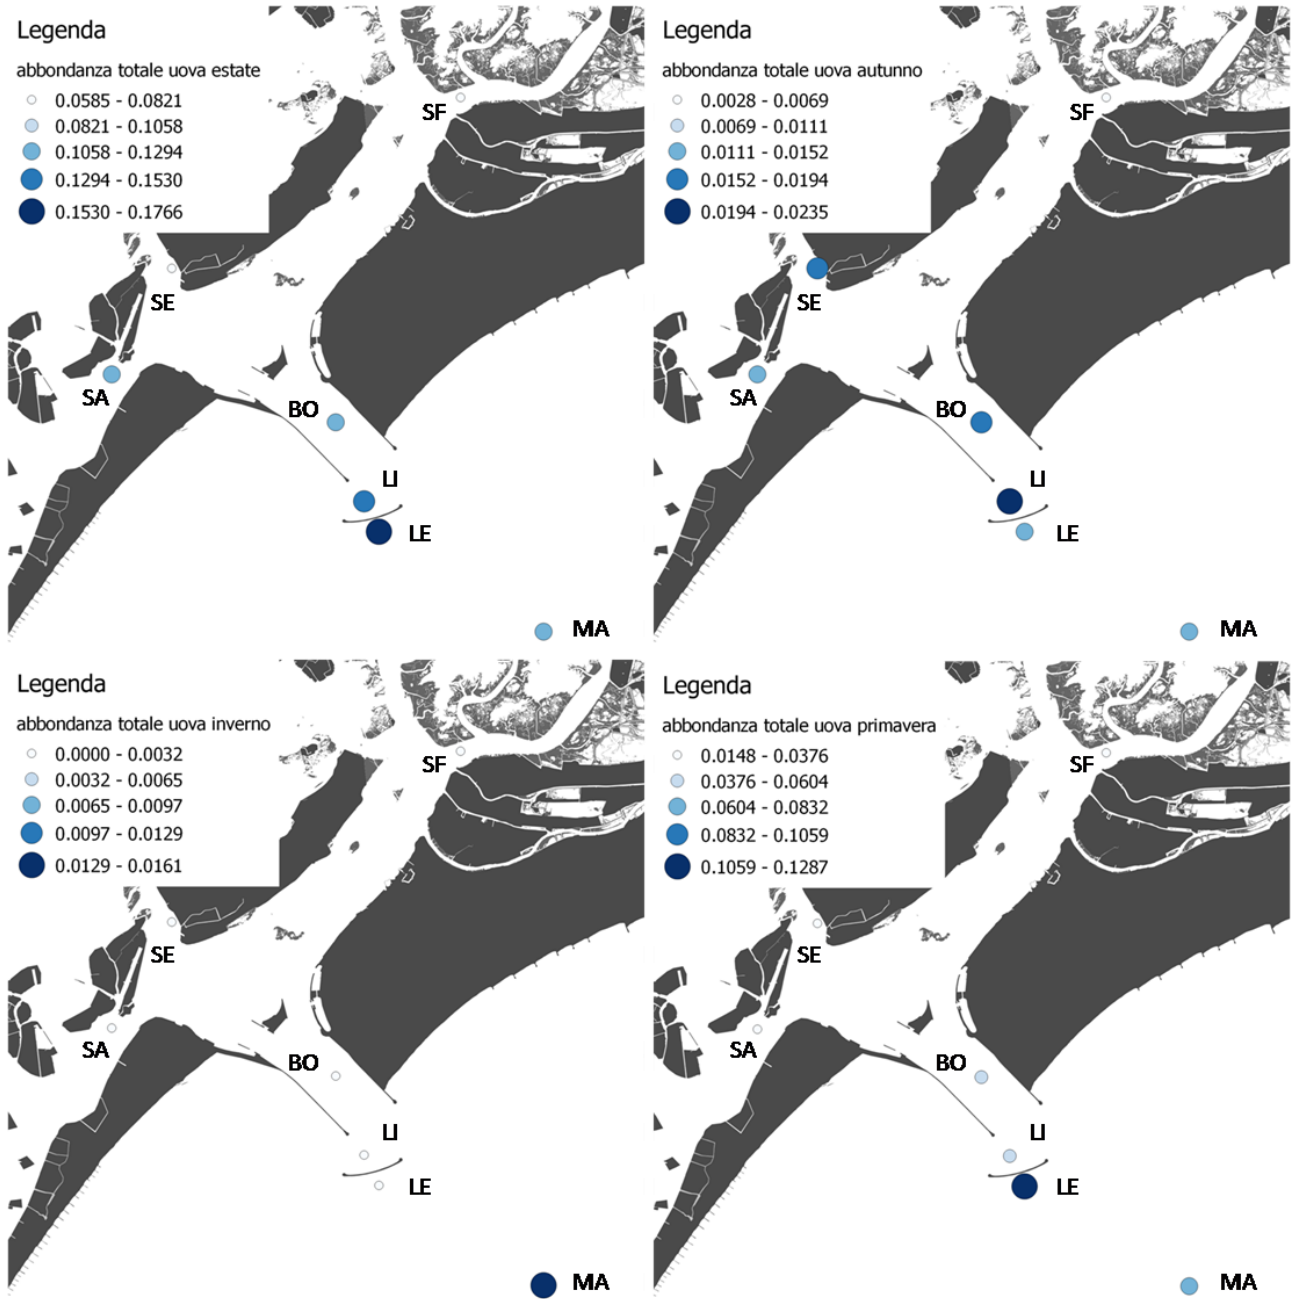 Legenda
abbondanza totale uova estate
0.0585 - 0.0821
0.0821 - 0.1058
0.1058 - 0.1294
0.1294 - 0.1530
0.1530 - 0.1766
SF
SE
SA
BO
LI
LE
MA
Legenda
abbondanza totale uova autunno
0.0028 - 0.0069
0.0069 - 0.0111
0.0111 - 0.0152
0.0152 - 0.0194
0.0194 - 0.0235
SF
SE
SA
BO
LI
LE
MA
Legenda
abbondanza totale uova inverno
0.0000 - 0.0032
0.0032 - 0.0065
0.0065 - 0.0097
0.0097 - 0.0129
0.0129 - 0.0161
SF
SE
SA
BO
LI
LE
MA
Legenda
abbondanza totale uova primavera
0.0148 - 0.0376
0.0376 - 0.0604
0.0604 - 0.0832
0.0832 - 0.1059
0.1059 - 0.1287
SF
SE
SA
BO
LI
LE
MA